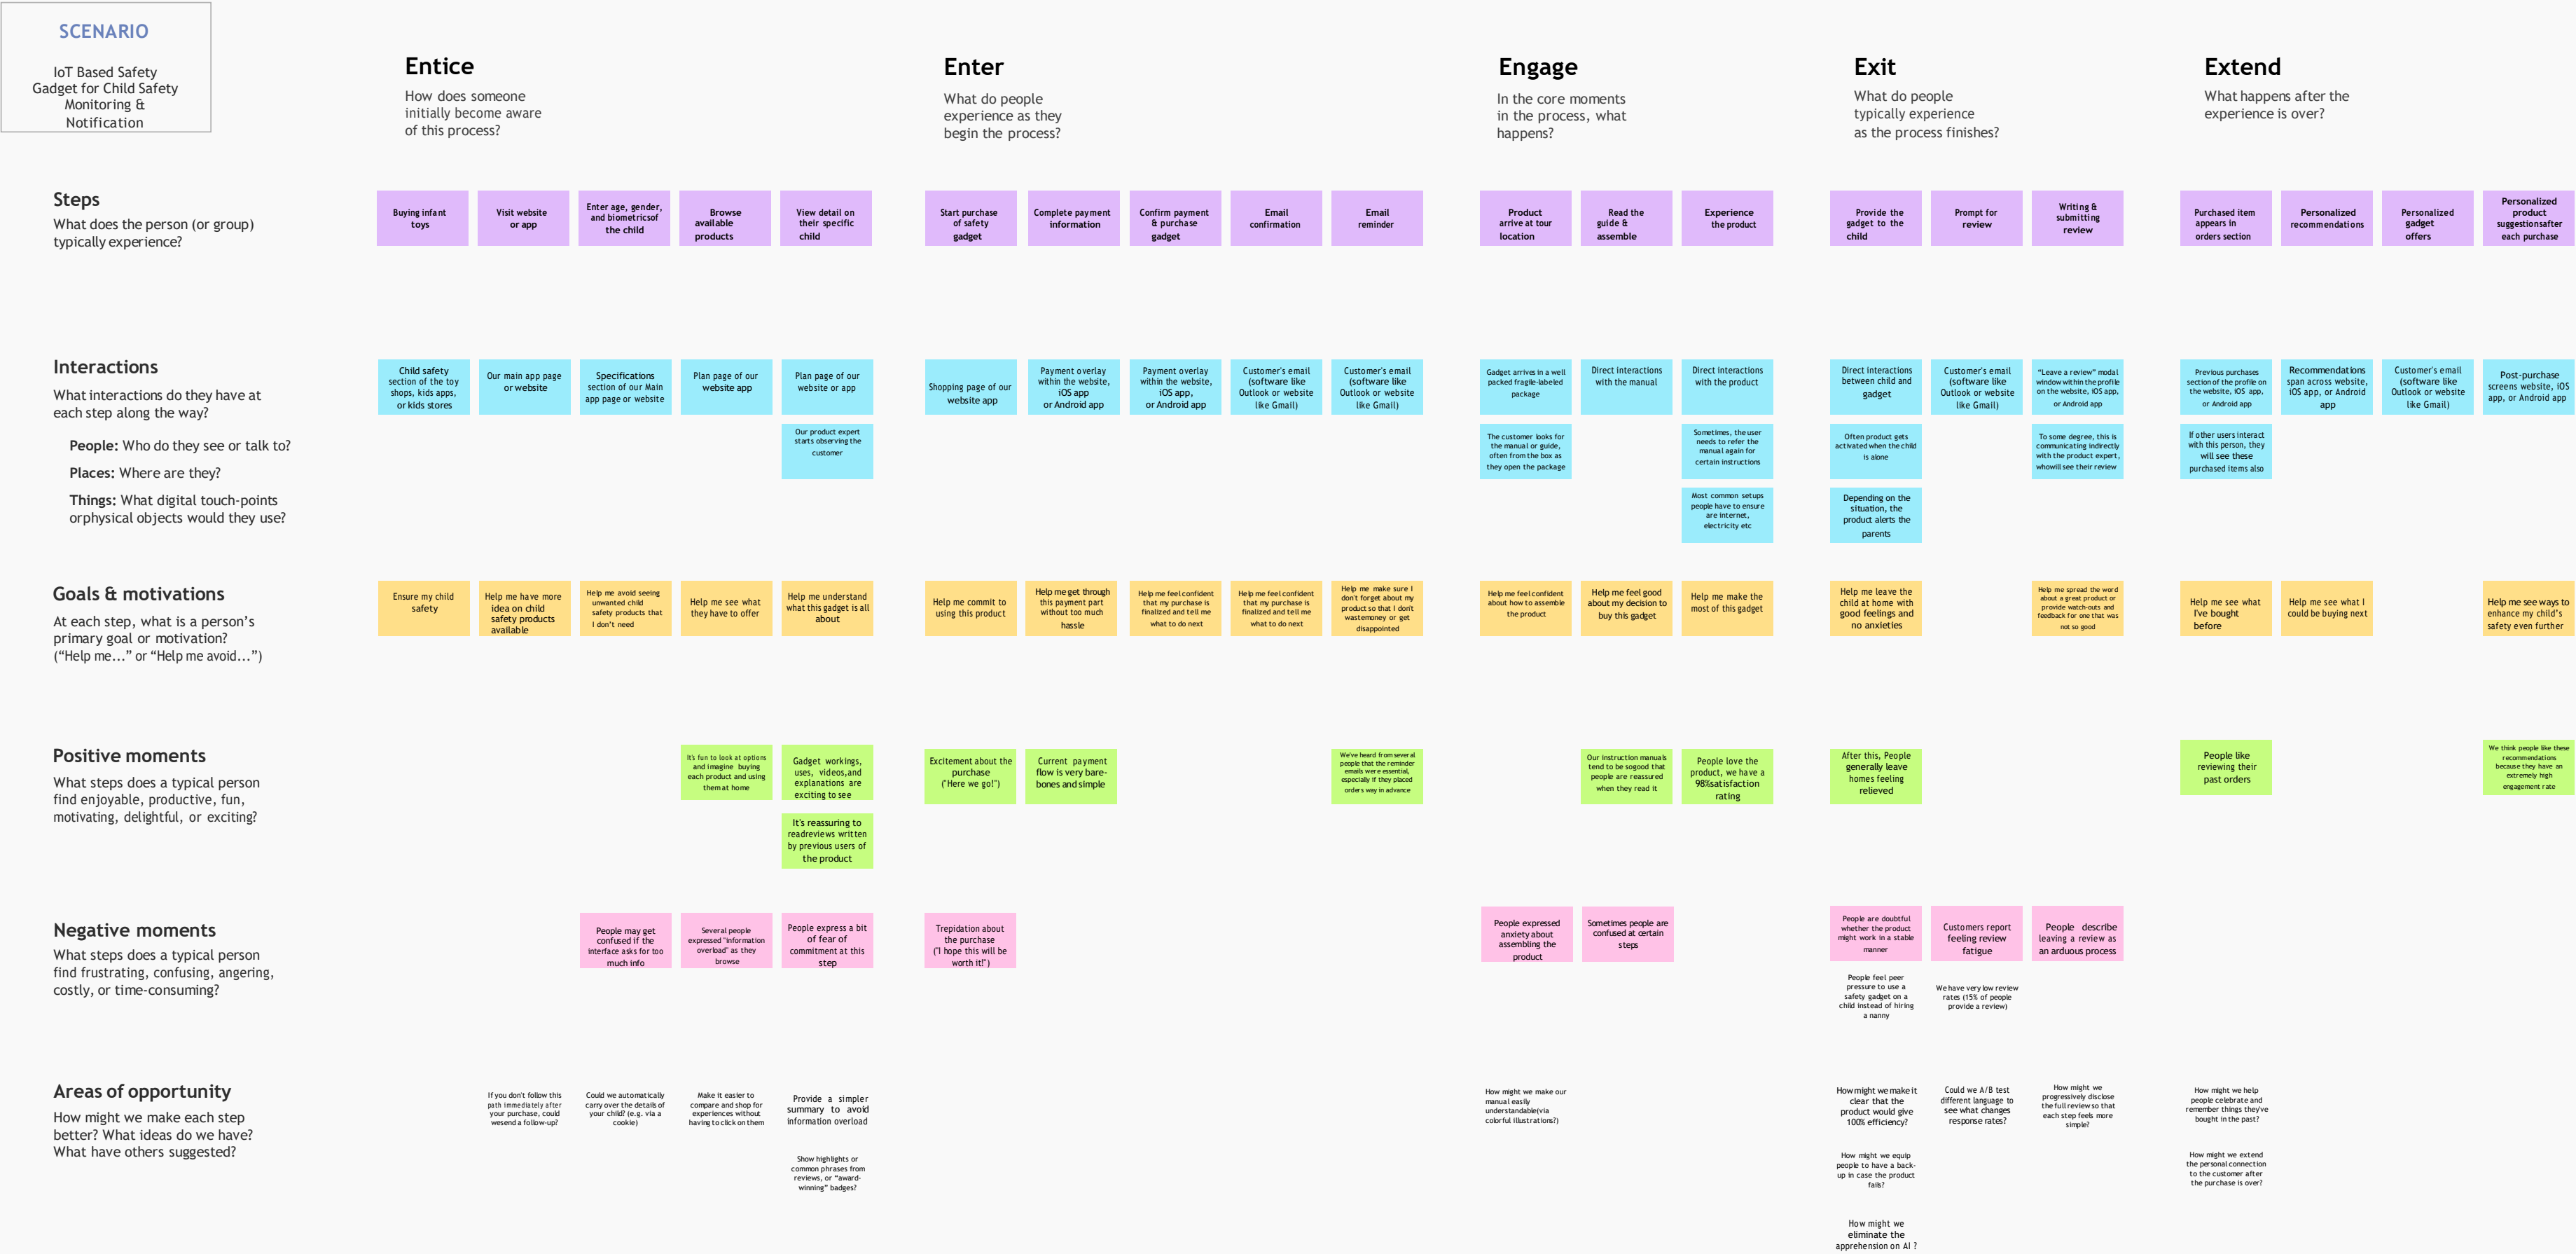 SCENARIO
IoT Based Safety
Gadget for Child Safety
Monitoring &
Notification
Entice
How does someone
initially become aware
of this process?
Enter
What do people
experience as they
begin the process?
Engage
In the core moments
in the process, what
happens?
Exit
What do people
typically experience
as the process finishes?
Extend
What happens after the
experience is over?
Steps
What does the person (or group)
typically experience?
Buying infant
toys
Visit website
or app
Enter age, gender,
and biometricsof
the child
Browse
available
products
View detail on
their specific
child
Start purchase
of safety
gadget
Complete payment
information
Confirm payment
& purchase
gadget
Email
confirmation
Email
reminder
Product
arrive at tour
location
Read the
guide &
assemble
Experience
the product
Provide the
gadget to the
child
Prompt for
review
Writing &
submitting
review
Purchased item
appears in
orders section
Personalized
recommendations
Personalized
gadget
offers
Personalized
product
suggestionsafter
each purchase
Interactions
What interactions do they have at
each step along the way?
People: Who do they see or talk to?
Places: Where are they?
Things: What digital touch-points
orphysical objects would they use?
Child safety
section of the toy
shops, kids apps,
or kids stores
Our main app page
or website
Specifications
section of our Main
app page or website
Plan page of our
website app
Plan page of our
website or app
Our product expert
starts observing the
customer
Shopping page of our
website app
Payment overlay
within the website,
iOS app
or Android app
Payment overlay
within the website,
iOS app,
or Android app
Customer's email
(software like
Outlook or website
like Gmail)
Customer's email
(software like
Outlook or website
like Gmail)
Gadget arrives in a well
packed fragile-labeled
package
The customer looks for
the manual or guide,
often from the box as
they open the package
Direct interactions
with the manual
Direct interactions
with the product
Sometimes, the user
needs to refer the
manual again for
certain instructions
Most common setups
people have to ensure
are internet,
electricity etc
Direct interactions
between child and
gadget
Often product gets
activated when the child
is alone
Depending on the
situation, the
product alerts the
parents
Customer's email
(software like
Outlook or website
like Gmail)
"Leave a review" modal
window within the profile
on the website, iOS app,
or Android app
To some degree, this is
communicating indirectly
with the product expert,
whowill see their review
Previous purchases
section of the profile on
the website, iOS app,
or Android app
If other users interact
with this person, they
will see these
purchased items also
Recommendations
span across website,
iOS app, or Android
app
Customer's email
(software like
Outlook or website
like Gmail)
Post-purchase
screens website, iOS
app, or Android app
Goals & motivations
At each step, what is a person's
primary goal or motivation?
("Help me..." or "Help me avoid...")
Ensure my child
safety
Help me have more
idea on child
safety products
available
Help me avoid seeing
unwanted child
safety products that
I don't need
Help me see what
they have to offer
Help me understand
what this gadget is all
about
Help me commit to
using this product
Help me get through
this payment part
without too much
hassle
Help me feel confident
that my purchase is
finalized and tell me
what to do next
Help me feel confident
that my purchase is
finalized and tell me
what to do next
Help me make sure I
don't forget about my
product so that I don't
wastemoney or get
disappointed
Help me feel confident
about how to assemble
the product
Help me feel good
about my decision to
buy this gadget
Help me make the
most of this gadget
Help me leave the
child at home with
good feelings and
no anxieties
Help me spread the word
about a great product or
provide watch-outs and
feedback for one that was
not so good
Help me see what
I've bought
before
Help me see what I
could be buying next
Help me see ways to
enhance my child's
safety even further
Positive moments
What steps does a typical person
find enjoyable, productive, fun,
motivating, delightful, or exciting?
It's fun to look at options
and imagine buying
each product and using
them at home
Gadget workings,
uses, videos,and
explanations are
exciting to see
It's reassuring to
readreviews written
by previous users of
the product
Excitement about the
purchase
("Here we go!")
Current payment
flow is very bare-
bones and simple
We've heard from several
people that the reminder
emails were essential,
especially if they placed
orders way in advance
Our instruction manuals
tend to be sogood that
people are reassured
when they read it
People love the
product, we have a
98%satisfaction
rating
After this, People
generally leave
homes feeling
relieved
People like
reviewing their
past orders
We think people like these
recommendations
because they have an
extremely high
engagement rate
Negative moments
What steps does a typical person
find frustrating, confusing, angering,
costly, or time-consuming?
People may get
confused if the
interface asks for too
much info
Several people
expressed "information
overload" as they
browse
People express a bit
of fear of
commitment at this
step
Trepidation about
the purchase
("I hope this will be
worth it!")
People expressed
anxiety about
assembling the
product
Sometimes people are
confused at certain
steps
People are doubtful
whether the product
might work in a stable
manner
People feel peer
pressure to use a
safety gadget on a
child instead of hiring
a nanny
Customers report
feeling review
fatigue
We have very low review
rates (15% of people
provide a review)
People describe
leaving a review as
an arduous process
Areas of opportunity
How might we make each step
better? What ideas do we have?
What have others suggested?
If you don't follow this
path immediately after
your purchase, could
wesend a follow-up?
Could we automatically
carry over the details of
your child? (e.g. via a
cookie)
Make it easier to
compare and shop for
experiences without
having to click on them
Provide a simpler
summary to avoid
information overload
Show highlights or
common phrases from
reviews, or "award-
winning" badges?
How might we make our
manual easily
understandable(via
colorful illustrations?)
How might we make it
clear that the
product would give
100% efficiency?
How might we equip
people to have a back-
up in case the product
fails?
How might we
eliminate the
apprehension on AI ?
Could we A/B test
different language to
see what changes
response rates?
How might we
progressively disclose
the full review so that
each step feels more
simple?
How might we help
people celebrate and
remember things they've
bought in the past?
How might we extend
the personal connection
to the customer after
the purchase is over?